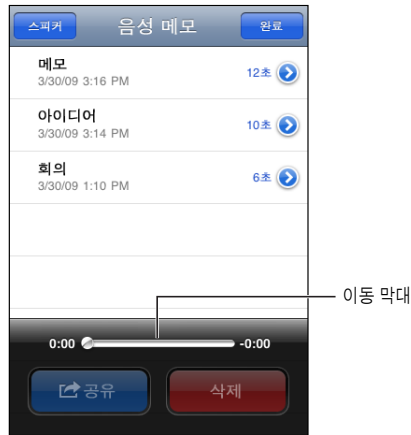 스피커 음성 메모 완료
메모
3/30/09 3:16 PM
12초
아이디어
3/30/09 3:14 PM
10초
회의
3/30/09 1:10 PM
6초
이동 막대
0:00 -0:00
공유 삭제